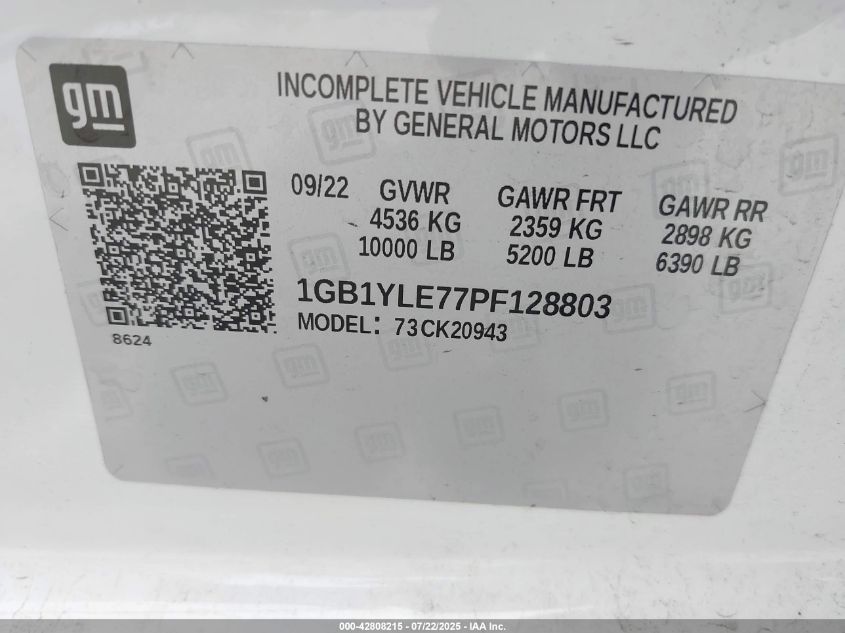 gm
INCOMPLETE VEHICLE MANUFACTURED
BY GENERAL MOTORS LLC
09/22 GVWR GAWR FRT GAWR RR
4536 KG 2359 KG 2898 KG
10000 LB 5200 LB 6390 LB
1GB1YLE77PF128803
MODEL: 73CK20943
8624
000-42808215 - 07/22/2025 - IAA Inc.